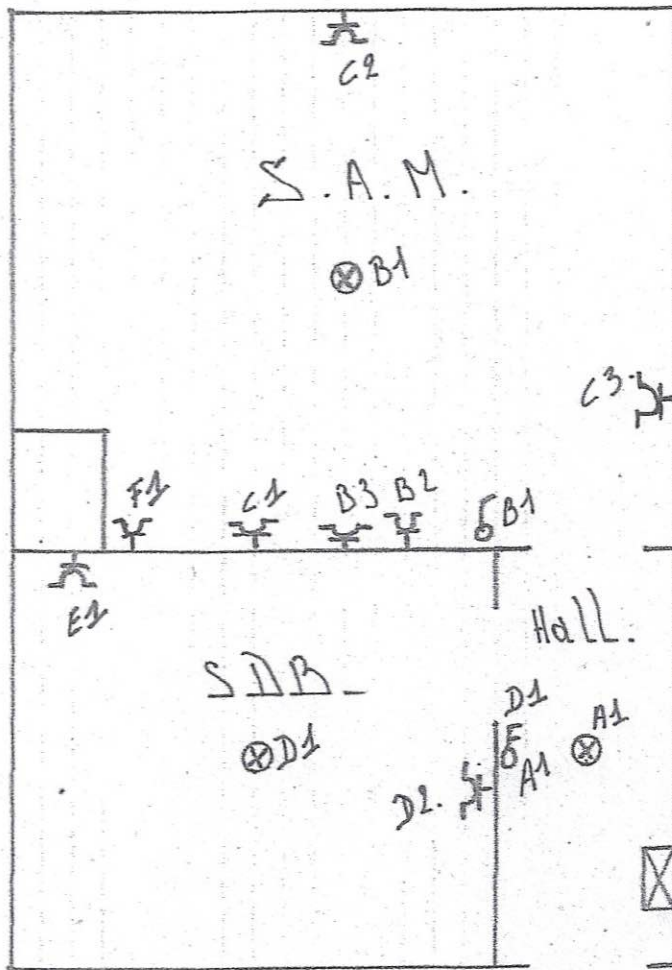 C2
S.A.M.
B1
C3
F1 C1 B3 B2 B1
E1
Hall.
SDB
D1
A1
D1
A1
D2.